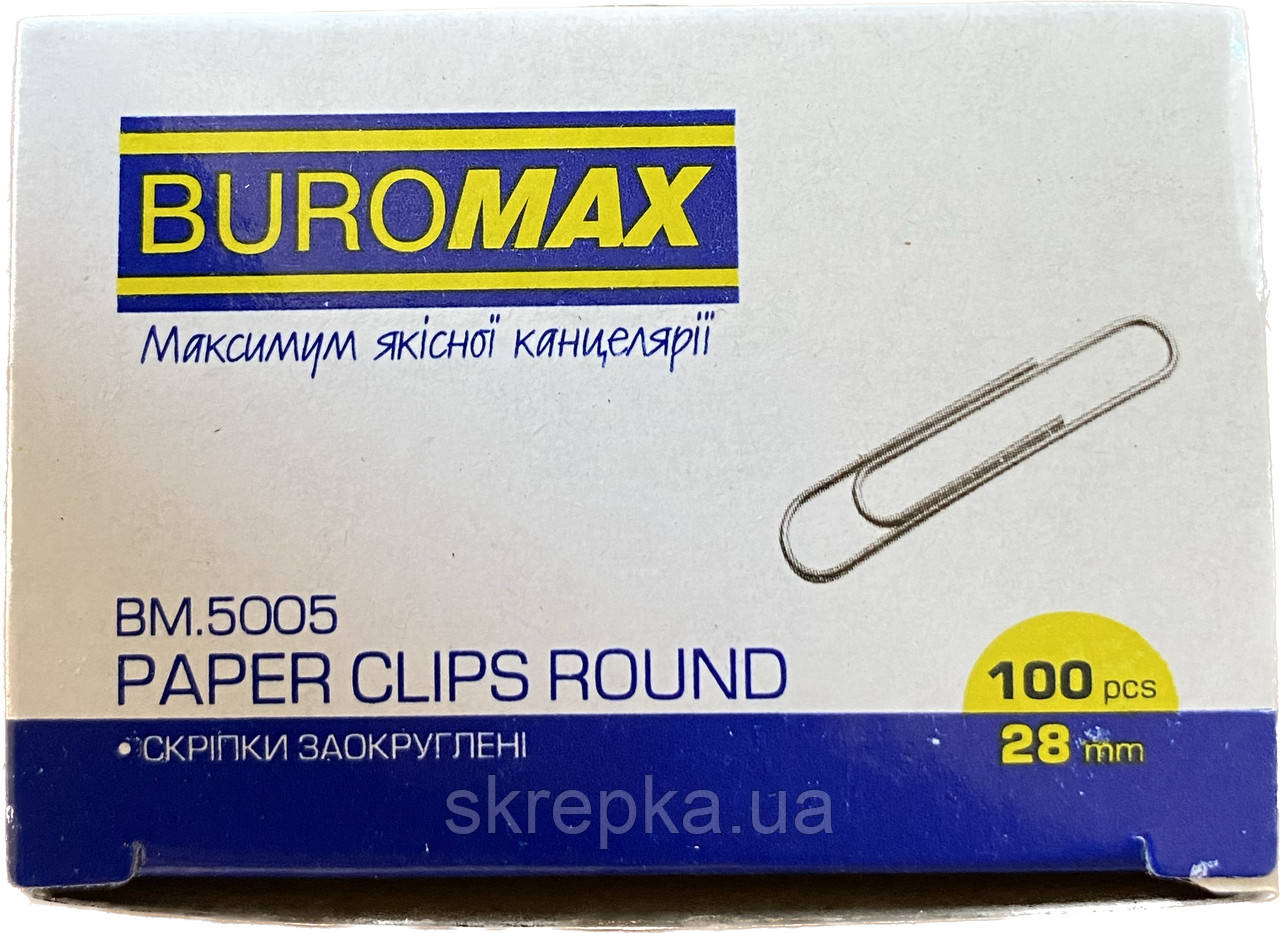 BUROMAX
Максимум якісної канцелярії
BM.5005
PAPER CLIPS ROUND
100 pcs
• СКРІПКИ ЗАОКРУГЛЕНІ
28 mm
skrepka.ua